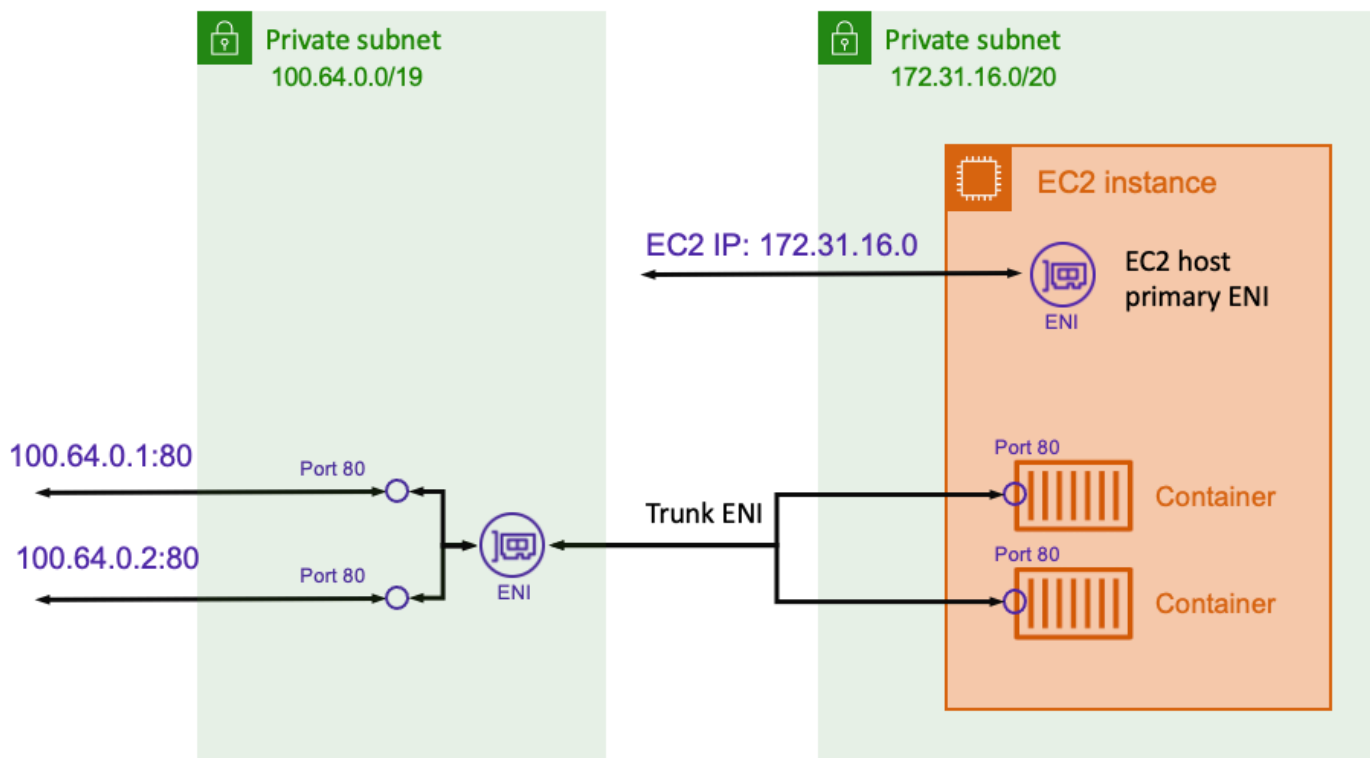 Private subnet
100.64.0.0/19
Private subnet
172.31.16.0/20
EC2 instance
EC2 IP: 172.31.16.0
EC2 host
primary ENI
ENI
100.64.0.1:80
Port 80
Port 80
Container
Trunk ENI
100.64.0.2:80
Port 80
ENI
Port 80
Container